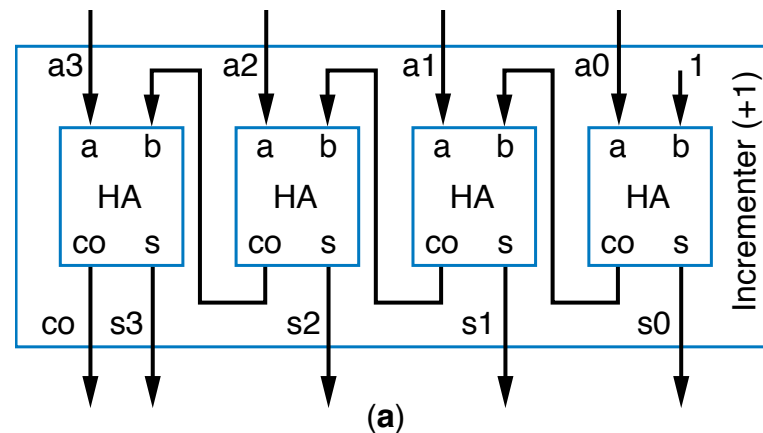 a3 a2 a1 a0 1
a b a b a b a b
HA HA HA HA
co s co s co s co s
co s3 s2 s1 s0
Incrementer (+1)
(a)